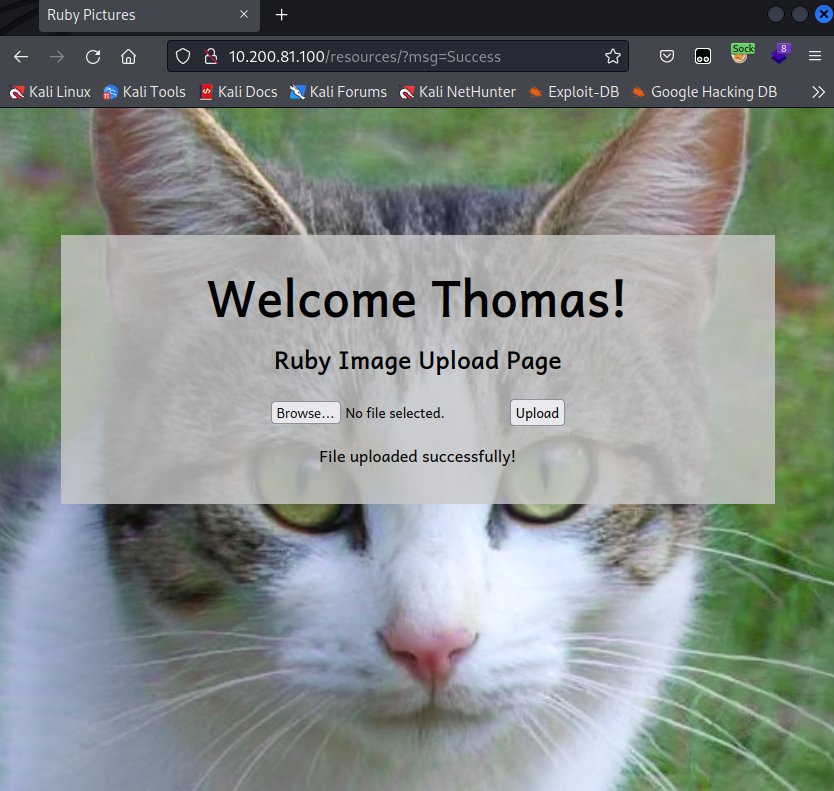 Ruby Pictures
10.200.81.100/resources/?msg=Success
Sock
8
Kali Linux Kali Tools Kali Docs Kali Forums Kali NetHunter Exploit-DB Google Hacking DB
Welcome Thomas!
Ruby Image Upload Page
Browse... No file selected. Upload
File uploaded successfully!